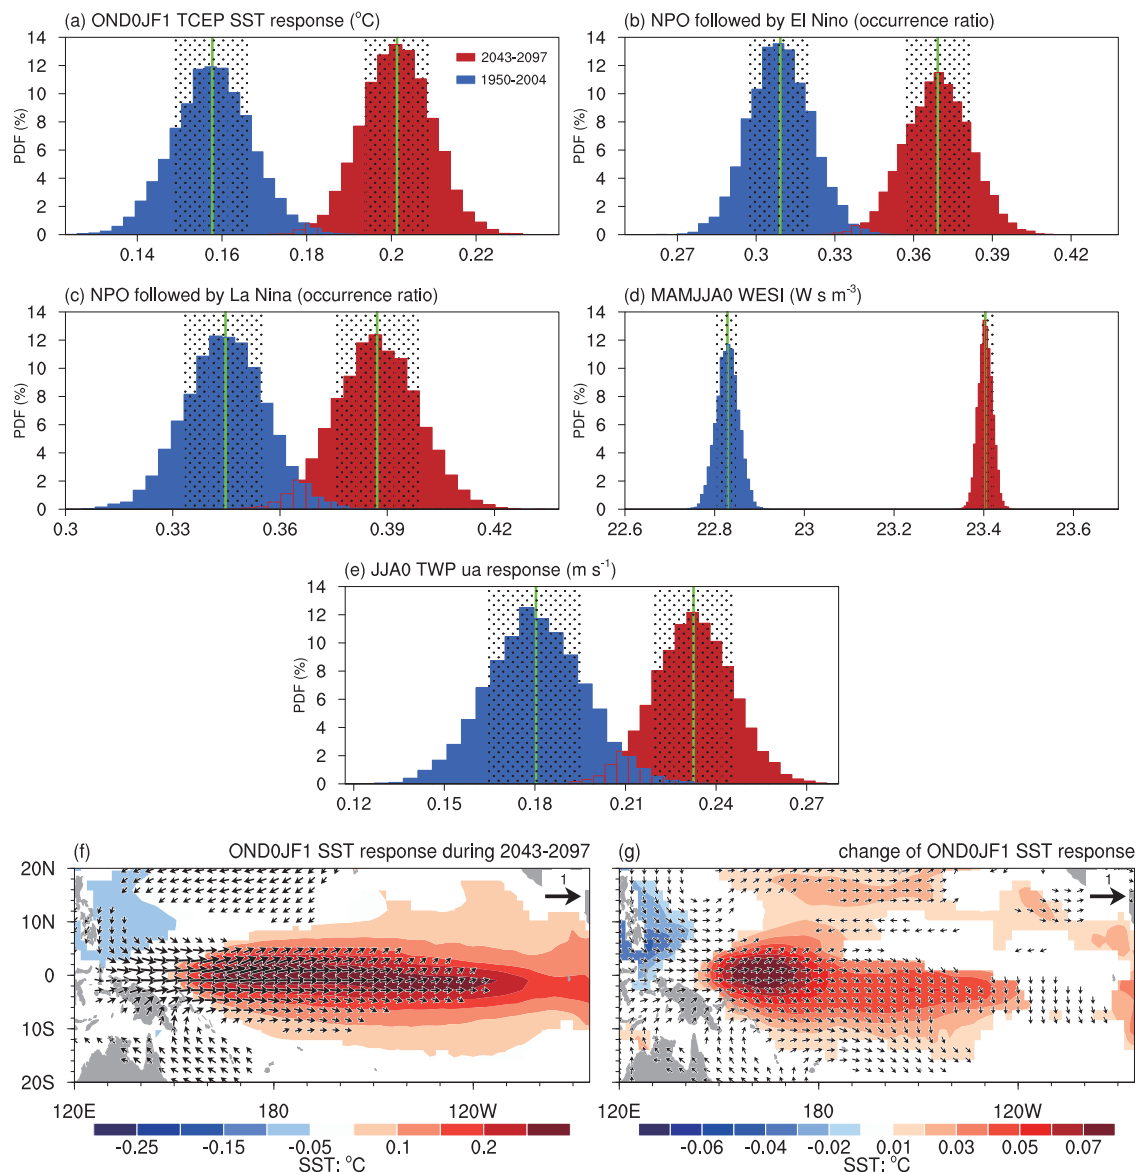 (a) OND0JF1 TCEP SST response (°C)
14
12
10
8
6
4
2
0
PDF (%)
2043-2097
1950-2004
0.14 0.16 0.18 0.2 0.22
(b) NPO followed by El Nino (occurrence ratio)
14
12
10
8
6
4
2
0
PDF (%)
0.27 0.3 0.33 0.36 0.39 0.42
(c) NPO followed by La Nina (occurrence ratio)
14
12
10
8
6
4
2
0
PDF (%)
0.3 0.33 0.36 0.39 0.42
(d) MAMJJA0 WESI (W s m⁻³)
14
12
10
8
6
4
2
0
PDF (%)
22.6 22.8 23 23.2 23.4 23.6
(e) JJA0 TWP ua response (m s⁻¹)
14
12
10
8
6
4
2
0
PDF (%)
0.12 0.15 0.18 0.21 0.24 0.27
(f) OND0JF1 SST response during 2043-2097
20N
10N
0
10S
20S
1
120E 180 120W
-0.25 -0.15 -0.05 0.1 0.2
SST: °C
(g) change of OND0JF1 SST response
20N
10N
0
10S
20S
1
120E 180 120W
-0.06 -0.04 -0.02 0.01 0.03 0.05 0.07
SST: °C